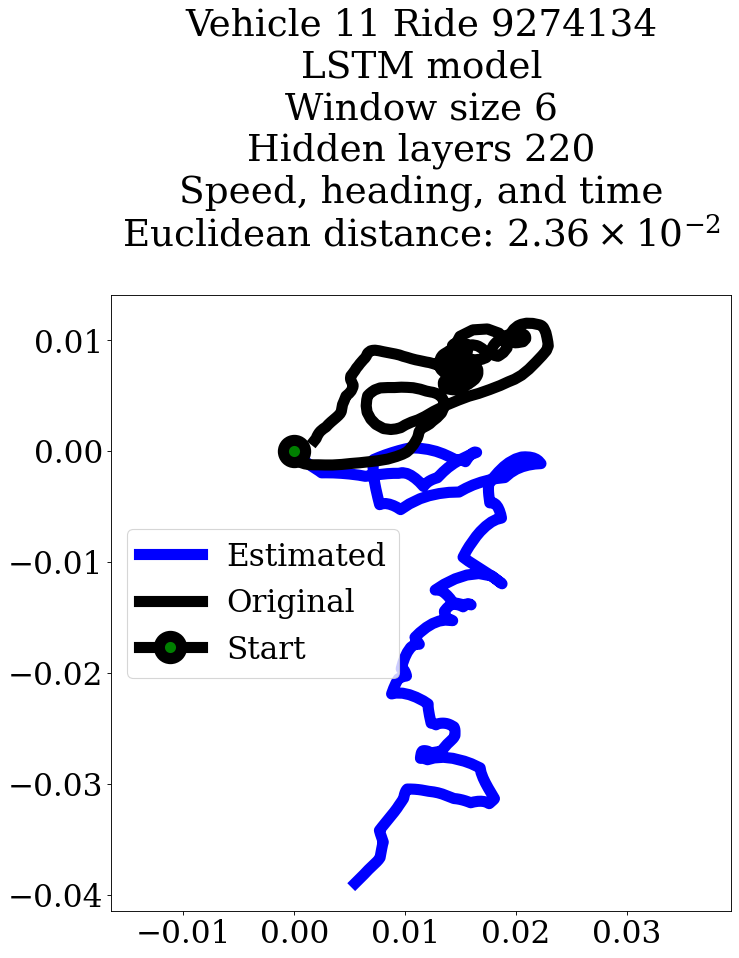 Vehicle 11 Ride 9274134
LSTM model
Window size 6
Hidden layers 220
Speed, heading, and time
Euclidean distance: 2.36 × 10⁻²
0.01
0.00
−0.01
−0.02
−0.03
−0.04
Estimated
Original
Start
−0.01 0.00 0.01 0.02 0.03